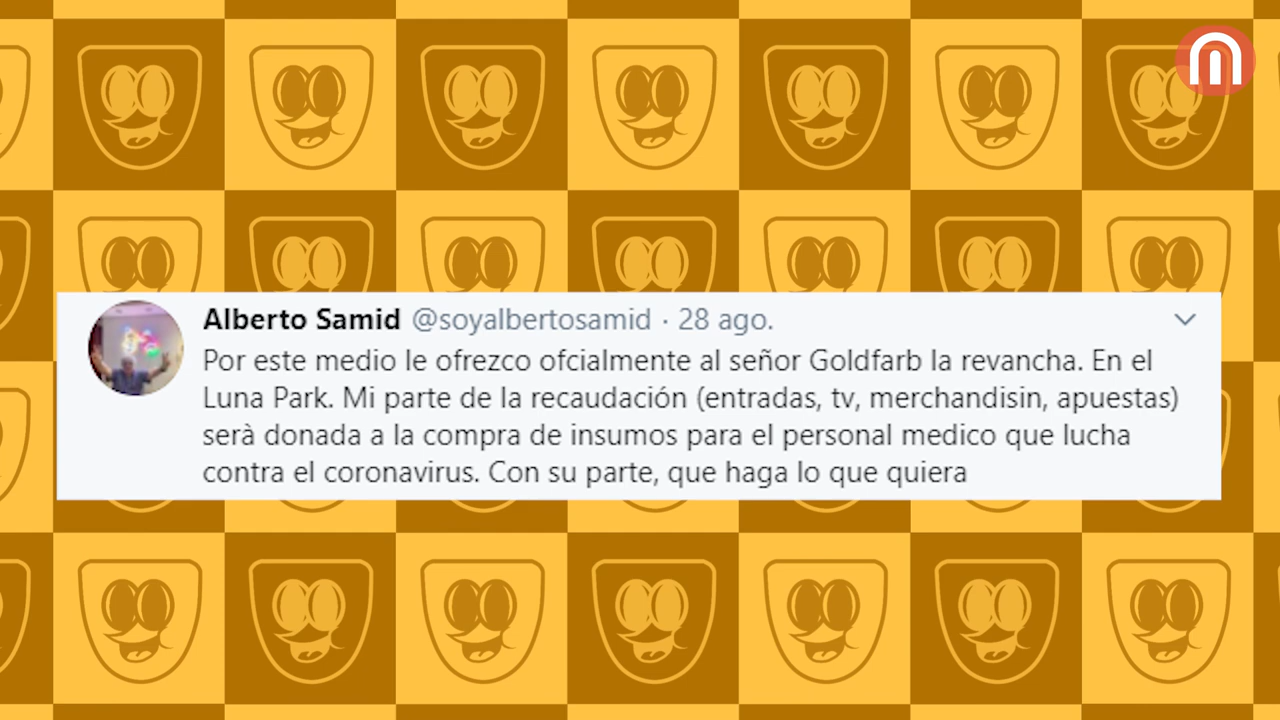 Alberto Samid @soyalbertosamid · 28 ago.
Por este medio le ofrezco ofcialmente al señor Goldfarb la revancha. En el
Luna Park. Mi parte de la recaudación (entradas, tv, merchandisin, apuestas)
serà donada a la compra de insumos para el personal medico que lucha
contra el coronavirus. Con su parte, que haga lo que quiera